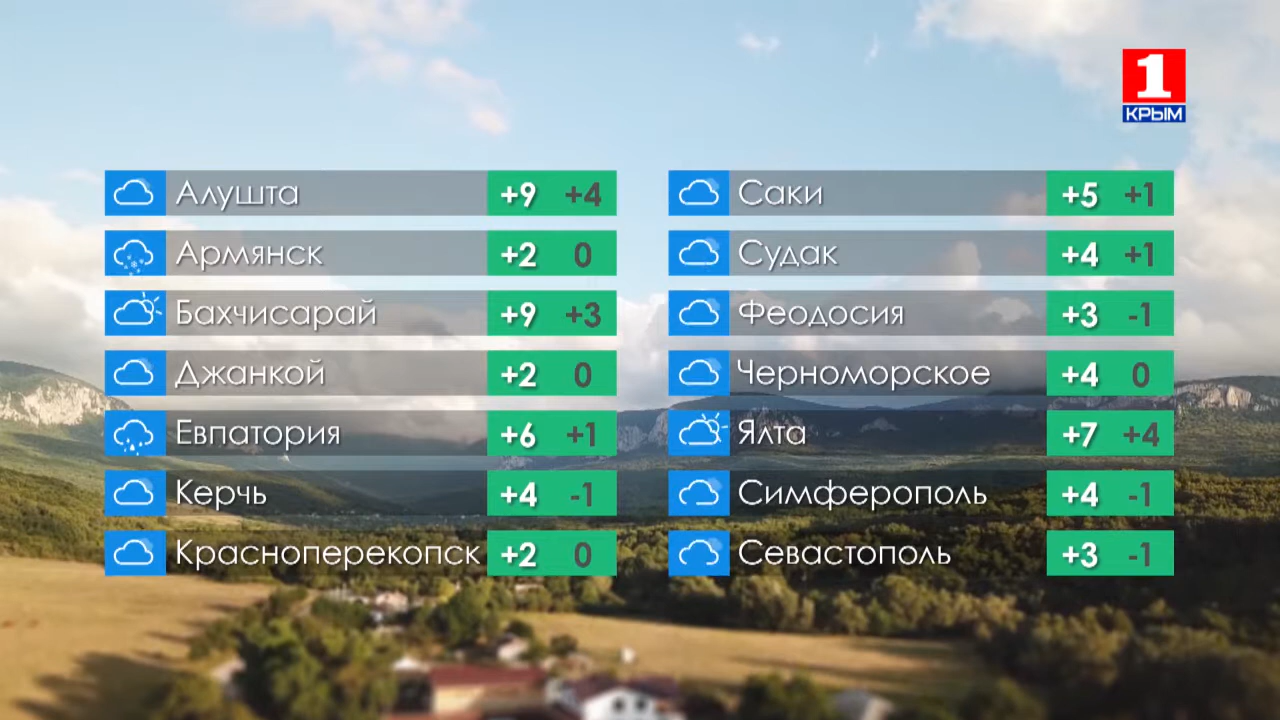 1
КРЫМ
Алушта +9 +4
Армянск +2 0
Бахчисарай +9 +3
Джанкой +2 0
Евпатория +6 +1
Керчь +4 -1
Красноперекопск +2 0
Саки +5 +1
Судак +4 +1
Феодосия +3 -1
Черноморское +4 0
Ялта +7 +4
Симферополь +4 -1
Севастополь +3 -1